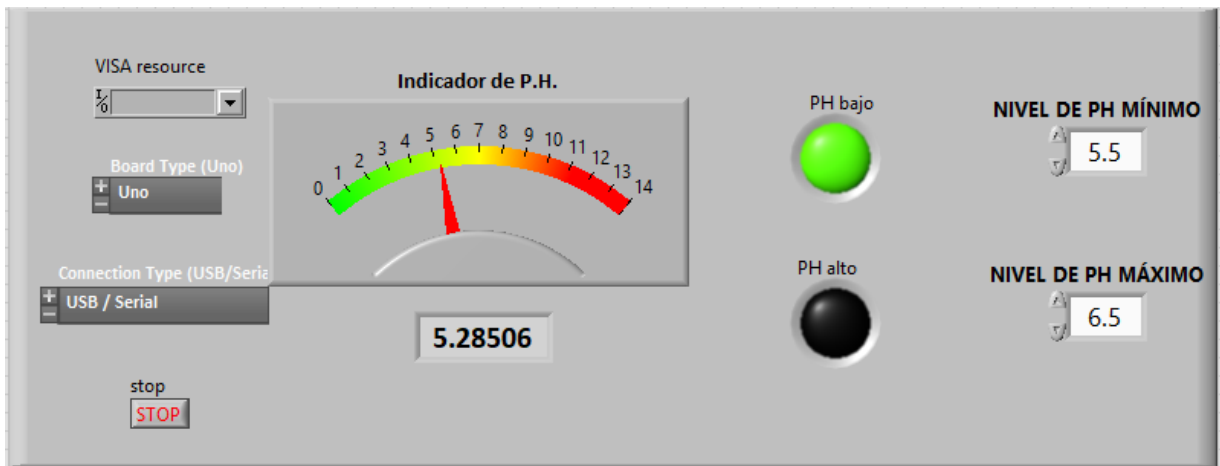 VISA resource
I/O
Board Type (Uno)
Uno
Connection Type (USB/Seria
USB / Serial
stop
STOP
Indicador de P.H.
0 1 2 3 4 5 6 7 8 9 10 11 12 13 14
5.28506
PH bajo
PH alto
NIVEL DE PH MÍNIMO
5.5
NIVEL DE PH MÁXIMO
6.5